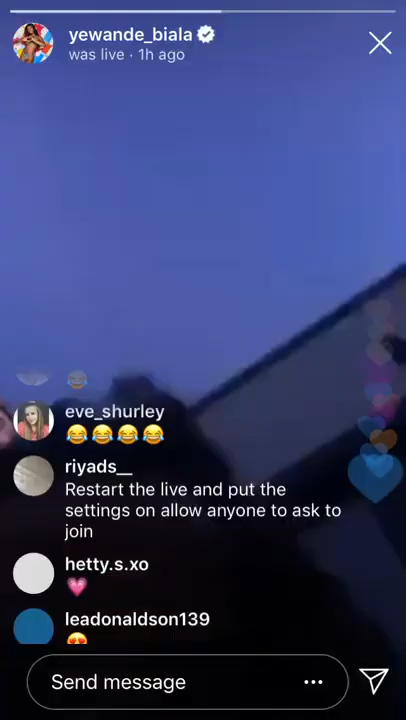 yewande_biala
was live · 1h ago
eve_shurley
😂😂😂😂
riyads__
Restart the live and put the
settings on allow anyone to ask to
join
hetty.s.xo
💗
leadonaldson139
😍
Send message